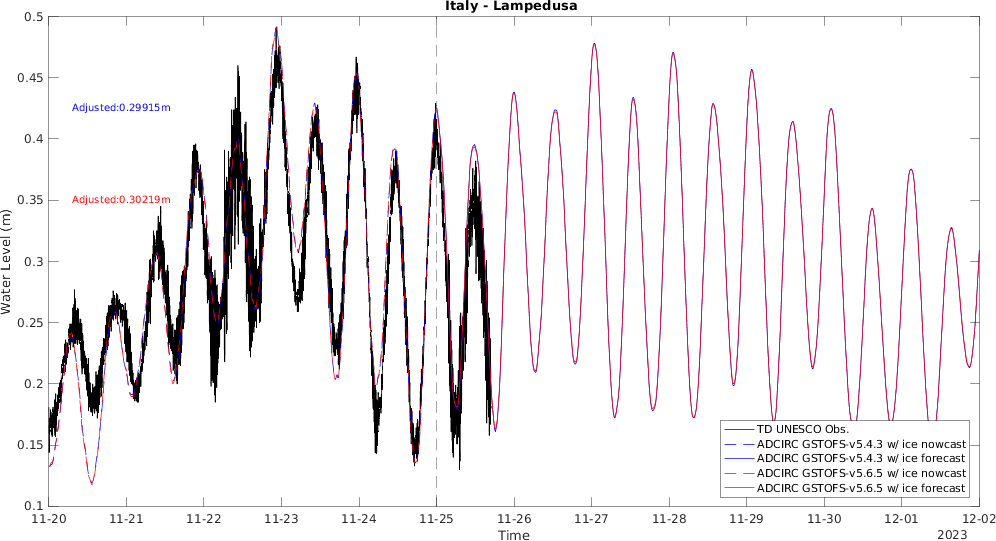 Italy - Lampedusa
0.5
0.45
0.4
0.35
0.3
0.25
0.2
0.15
0.1
Water Level (m)
Adjusted:0.29915m
Adjusted:0.30219m
TD UNESCO Obs.
ADCIRC GSTOFS-v5.4.3 w/ ice nowcast
ADCIRC GSTOFS-v5.4.3 w/ ice forecast
ADCIRC GSTOFS-v5.6.5 w/ ice nowcast
ADCIRC GSTOFS-v5.6.5 w/ ice forecast
11-20 11-21 11-22 11-23 11-24 11-25 11-26 11-27 11-28 11-29 11-30 12-01 12-02
Time
2023